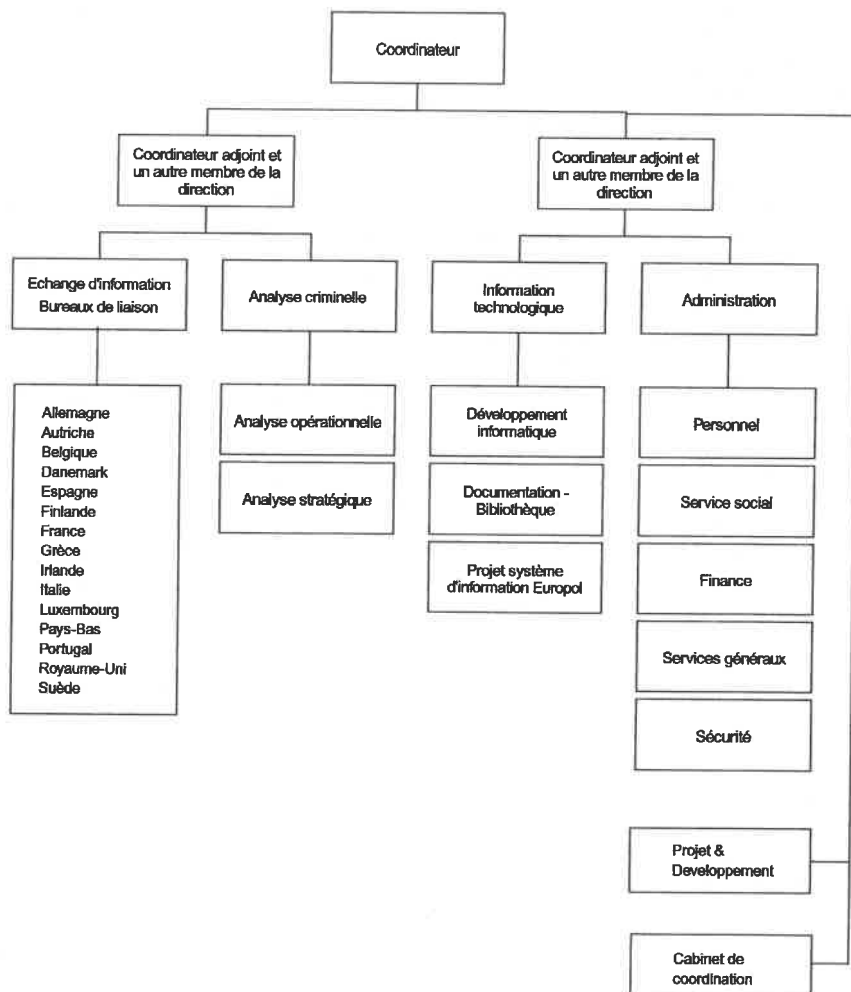 Coordinateur
Coordinateur adjoint et
un autre membre de la
direction
Coordinateur adjoint et
un autre membre de la
direction
Echange d'information
Bureaux de liaison
Analyse criminelle
Information
technologique
Administration
Allemagne
Autriche
Belgique
Danemark
Espagne
Finlande
France
Grèce
Irlande
Italie
Luxembourg
Pays-Bas
Portugal
Royaume-Uni
Suède
Analyse opérationnelle
Analyse stratégique
Développement
informatique
Documentation -
Bibliothèque
Projet système
d'information Europol
Personnel
Service social
Finance
Services généraux
Sécurité
Projet &
Developpement
Cabinet de
coordination